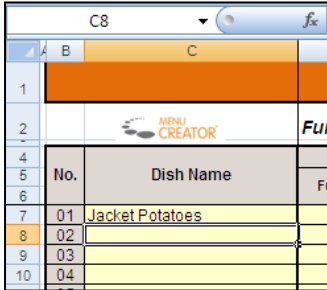 C8 fx
A B C
1
2 MENU CREATOR Fu
4
5 No. Dish Name
6 F
7 01 Jacket Potatoes
8 02
9 03
10 04